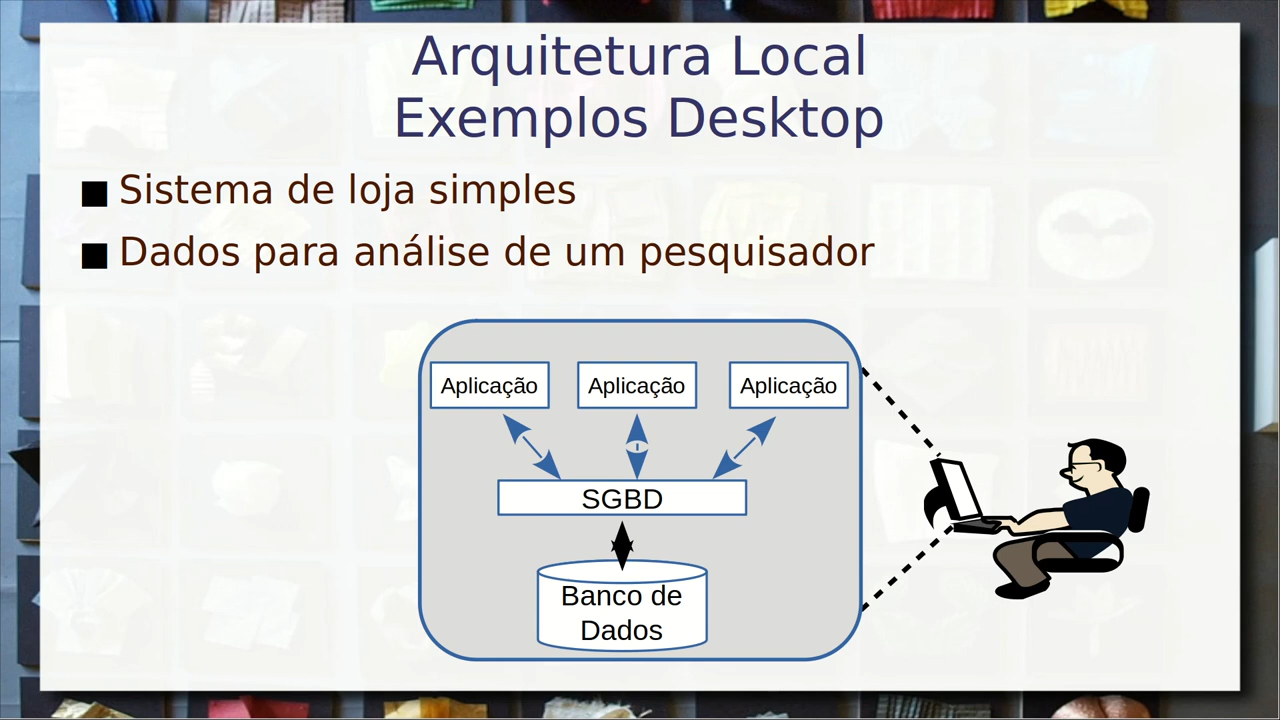 Arquitetura Local
Exemplos Desktop
Sistema de loja simples
Dados para análise de um pesquisador
Aplicação Aplicação Aplicação
SGBD
Banco de
Dados